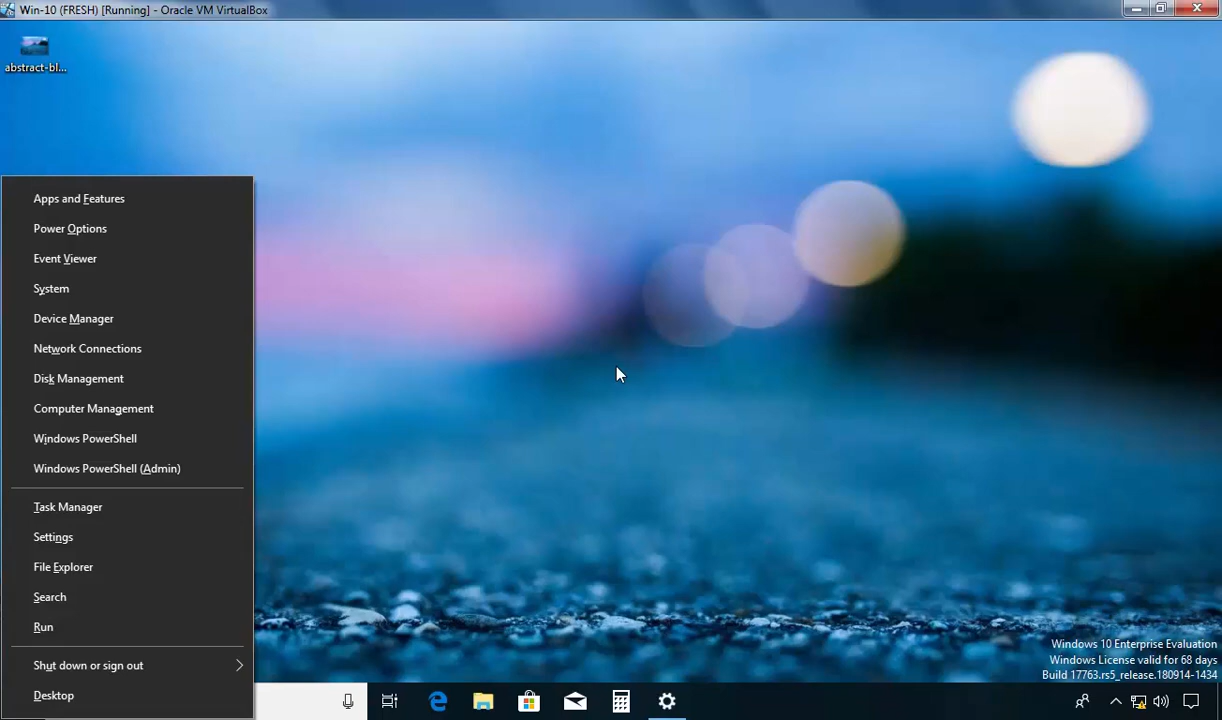 Win-10 (FRESH) [Running] - Oracle VM VirtualBox
abstract-bl...
Apps and Features
Power Options
Event Viewer
System
Device Manager
Network Connections
Disk Management
Computer Management
Windows PowerShell
Windows PowerShell (Admin)
Task Manager
Settings
File Explorer
Search
Run
Shut down or sign out
Desktop
Windows 10 Enterprise Evaluation
Windows License valid for 68 days
Build 17763.rs5_release.180914-1434